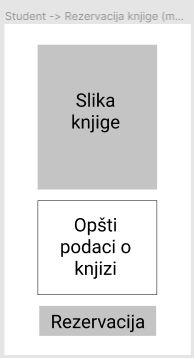 Student -> Rezervacija knjige (m...
Slika
knjige
Opšti
podaci o
knjizi
Rezervacija